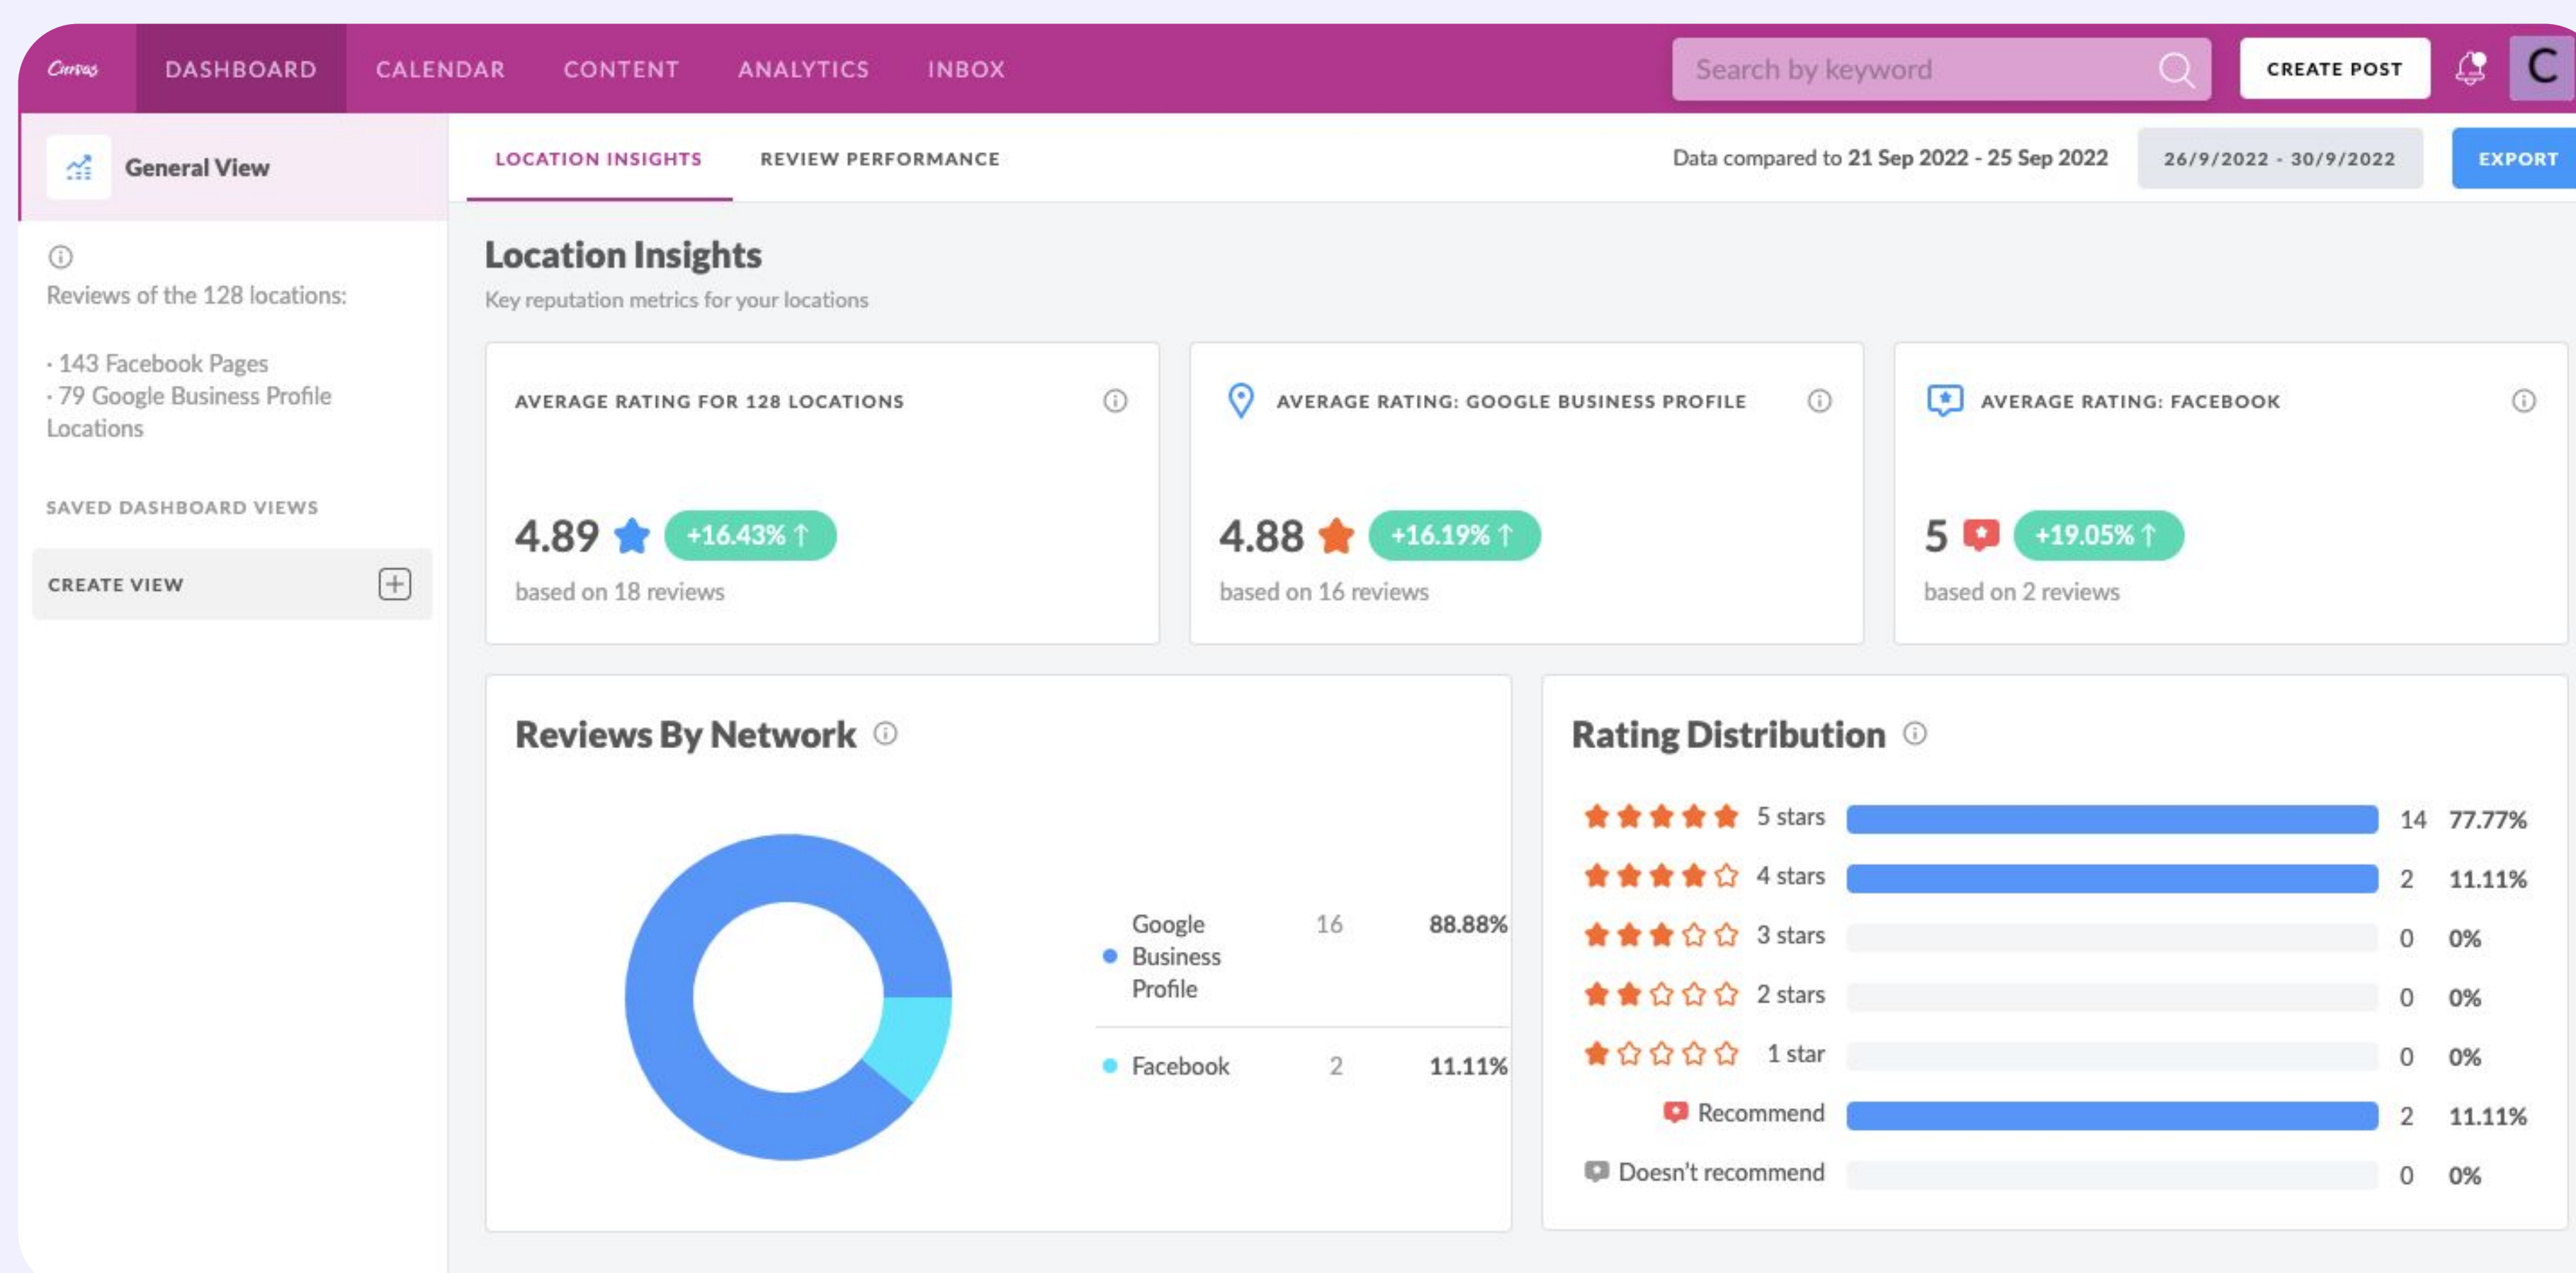 Canvas
DASHBOARD
CALENDAR
CONTENT
ANALYTICS
INBOX
Search by keyword
CREATE POST
C
General View
LOCATION INSIGHTS
REVIEW PERFORMANCE
Data compared to 21 Sep 2022 - 25 Sep 2022
26/9/2022 - 30/9/2022
EXPORT
Reviews of the 128 locations:
· 143 Facebook Pages
· 79 Google Business Profile
Locations
SAVED DASHBOARD VIEWS
CREATE VIEW
Location Insights
Key reputation metrics for your locations
AVERAGE RATING FOR 128 LOCATIONS
4.89 +16.43% ↑
based on 18 reviews
AVERAGE RATING: GOOGLE BUSINESS PROFILE
4.88 +16.19% ↑
based on 16 reviews
AVERAGE RATING: FACEBOOK
5 +19.05% ↑
based on 2 reviews
Reviews By Network
Google 16 88.88%
Business
Profile
Facebook 2 11.11%
Rating Distribution
5 stars 14 77.77%
4 stars 2 11.11%
3 stars 0 0%
2 stars 0 0%
1 star 0 0%
Recommend 2 11.11%
Doesn't recommend 0 0%